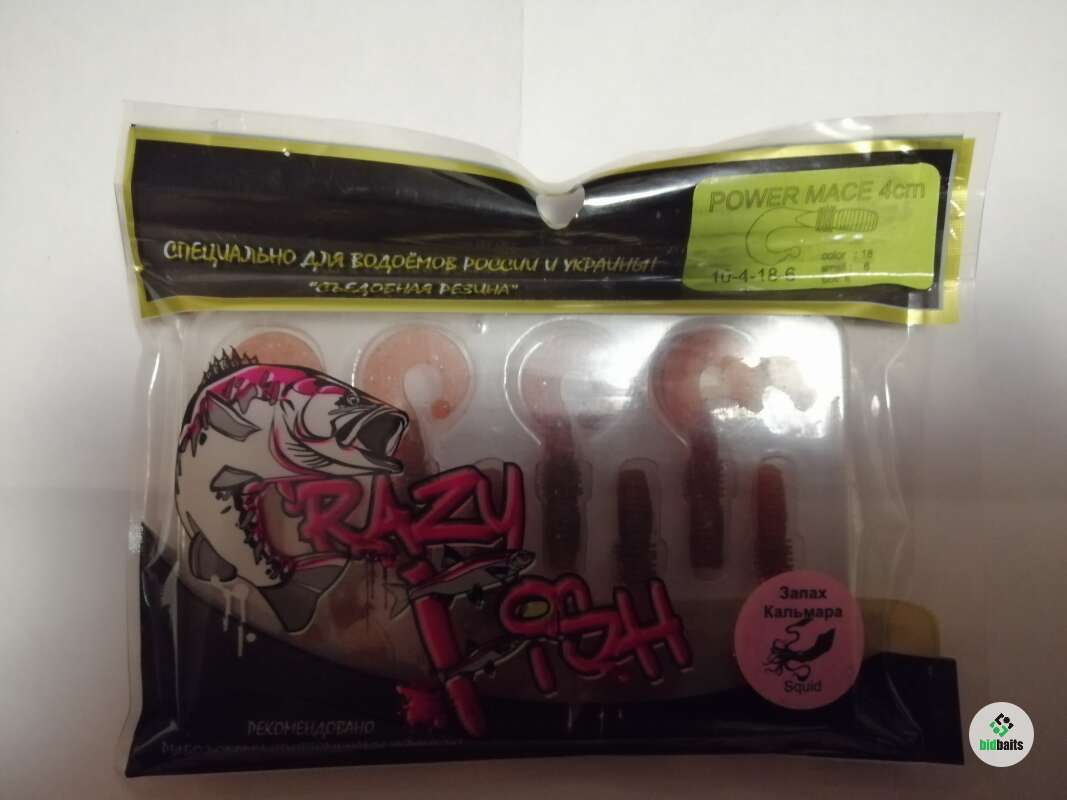 POWER MACE 4cm
color : 18
10-4-18-6
СПЕЦИАЛЬНО ДЛЯ ВОДОЁМОВ РОССИИ И УКРАИНЫ!
"СЪЕДОБНАЯ РЕЗИНА"
CRAZY
FISH
Запах
Кальмара
Squid
РЕКОМЕНДОВАНО
bidbaits